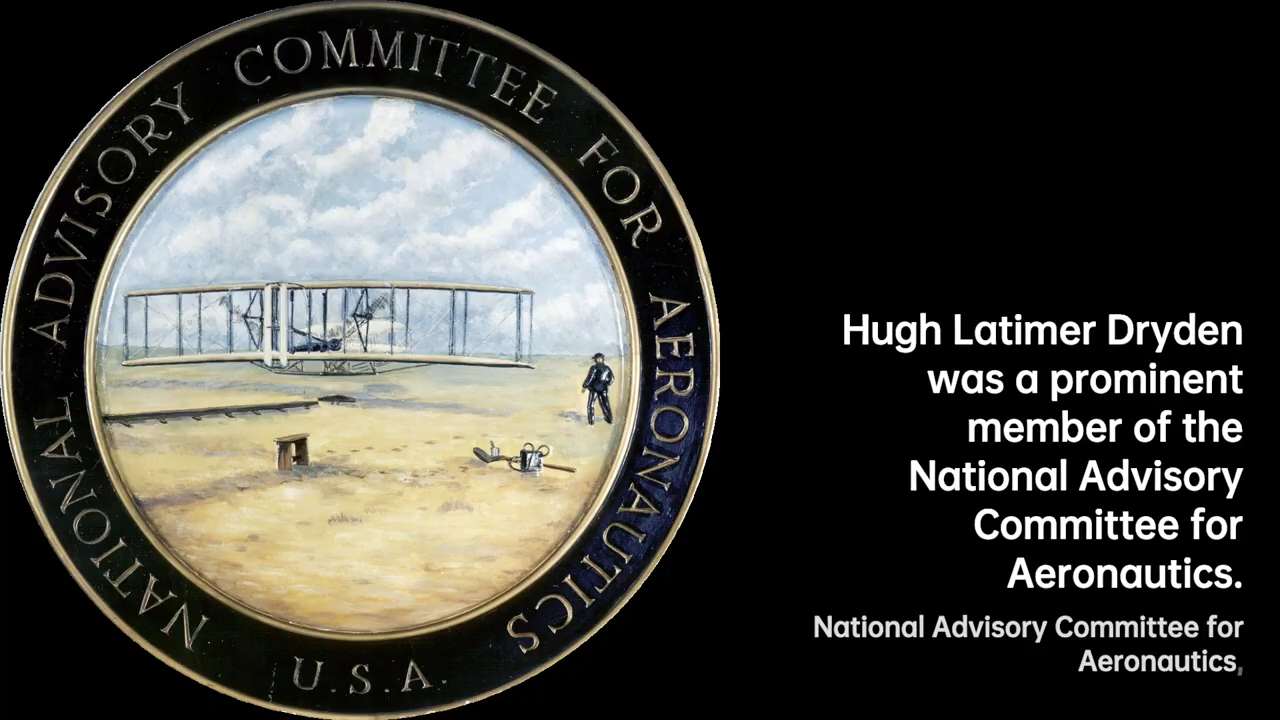 NATIONAL ADVISORY COMMITTEE FOR AERONAUTICS
U.S.A.
Hugh Latimer Dryden
was a prominent
member of the
National Advisory
Committee for
Aeronautics.
National Advisory Committee for
Aeronautics,